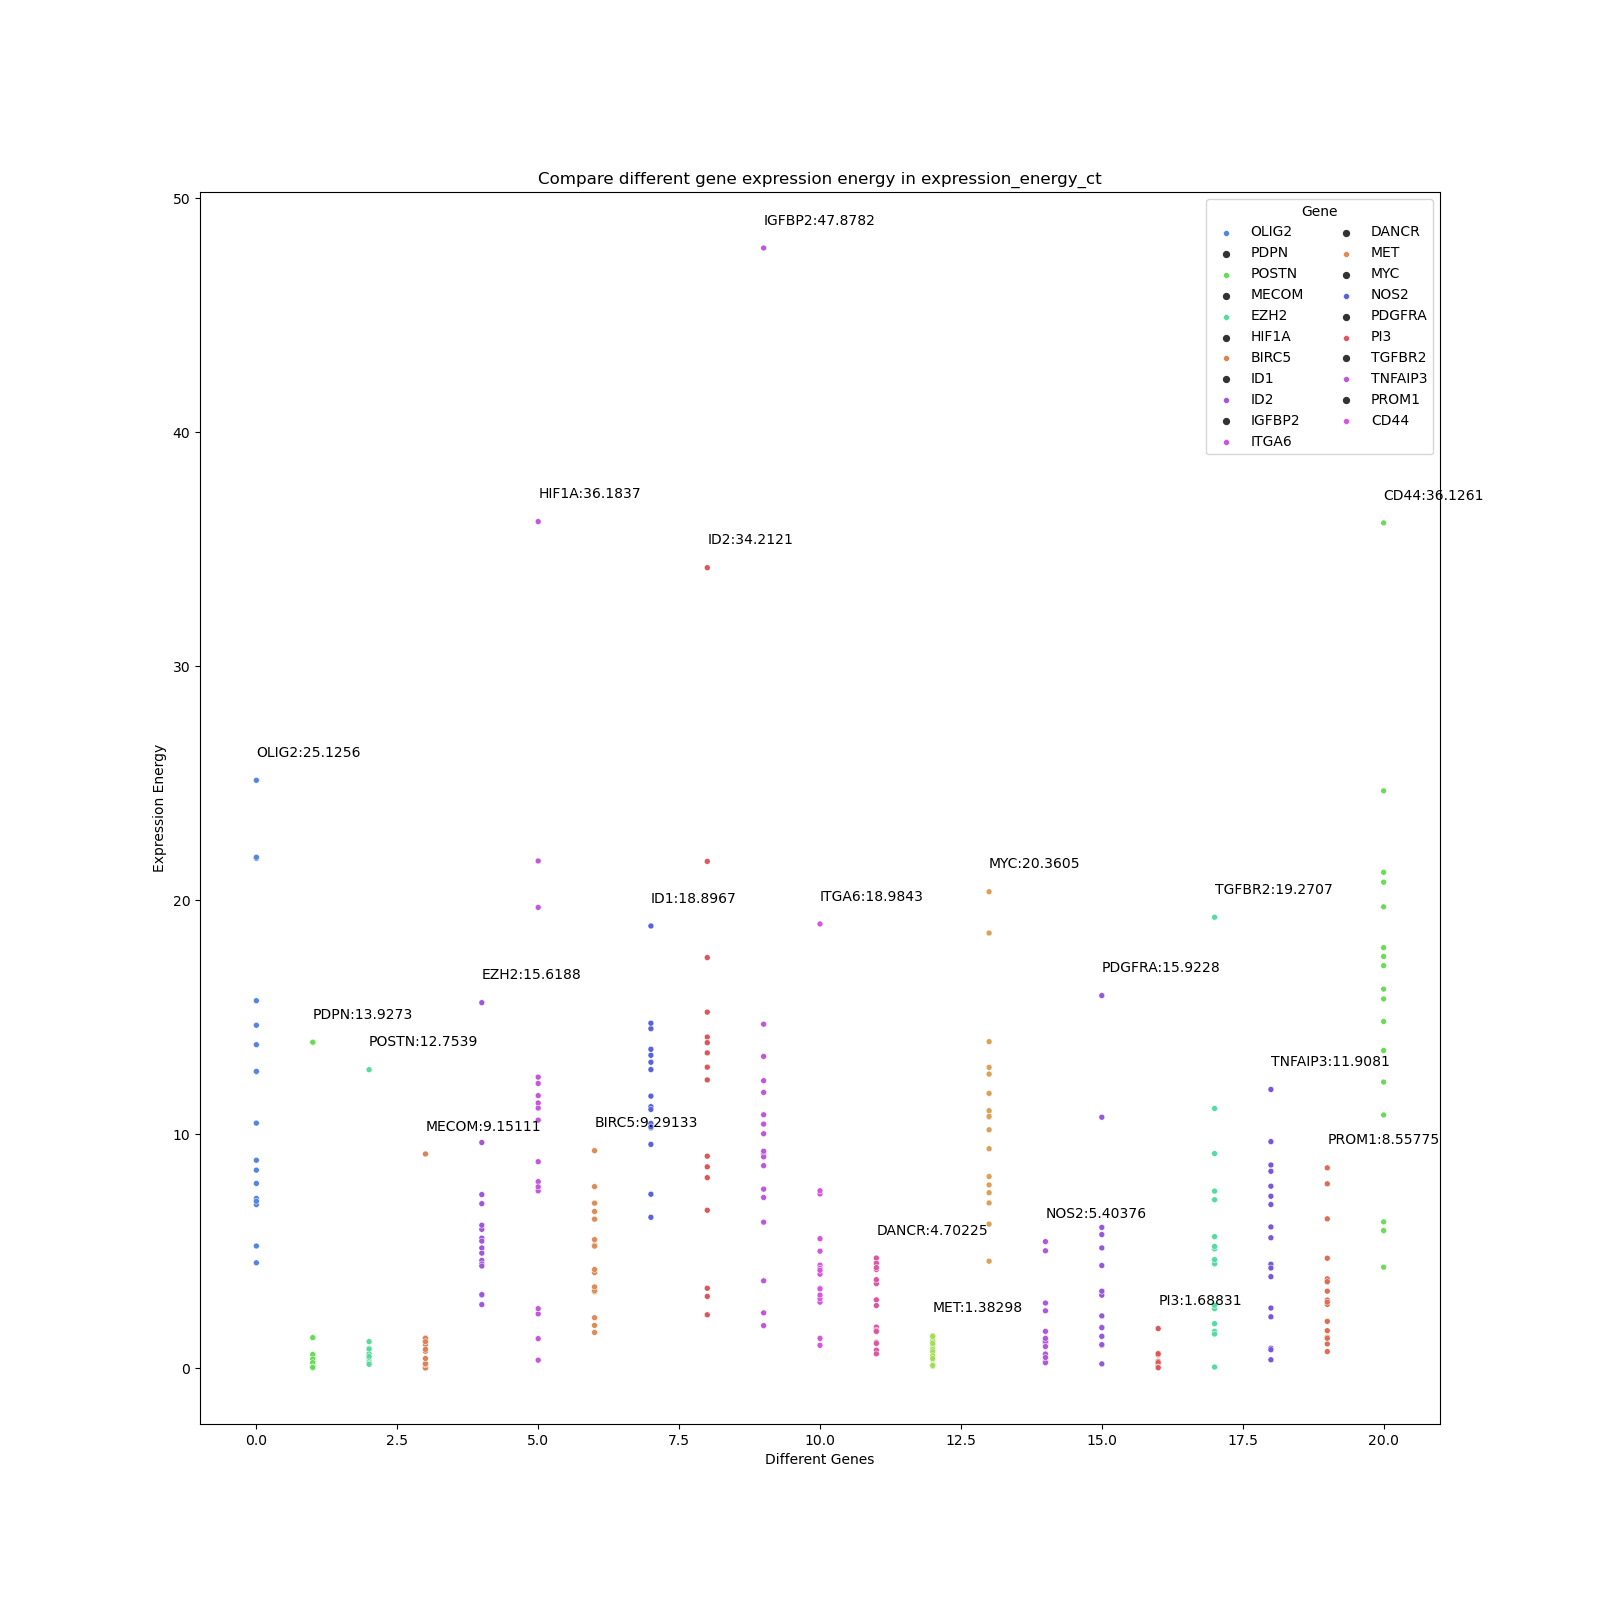 Compare different gene expression energy in expression_energy_ct
50
40
30
20
10
0
Expression Energy
IGFBP2:47.8782
HIF1A:36.1837
CD44:36.1261
ID2:34.2121
OLIG2:25.1256
MYC:20.3605
TGFBR2:19.2707
ID1:18.8967
ITGA6:18.9843
EZH2:15.6188
PDGFRA:15.9228
PDPN:13.9273
POSTN:12.7539
TNFAIP3:11.9081
MECOM:9.15111
BIRC5:9.29133
PROM1:8.55775
NOS2:5.40376
DANCR:4.70225
MET:1.38298
PI3:1.68831
Gene
OLIG2
PDPN
POSTN
MECOM
EZH2
HIF1A
BIRC5
ID1
ID2
IGFBP2
ITGA6
DANCR
MET
MYC
NOS2
PDGFRA
PI3
TGFBR2
TNFAIP3
PROM1
CD44
0.0
2.5
5.0
7.5
10.0
12.5
15.0
17.5
20.0
Different Genes